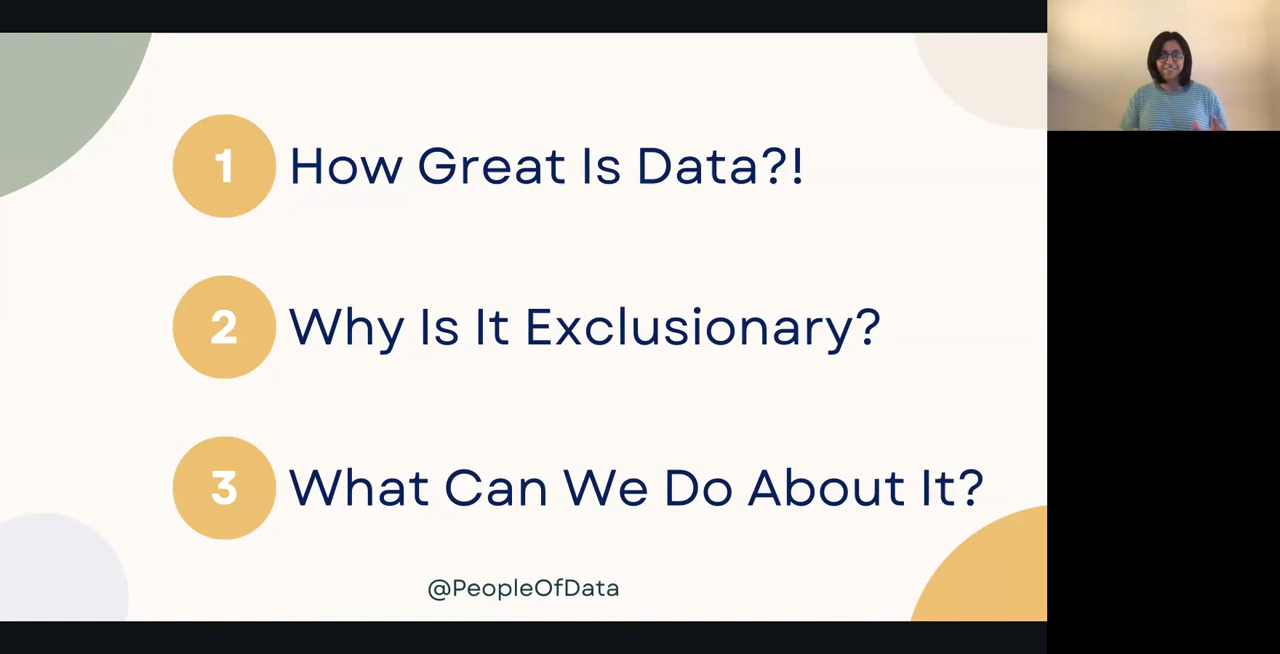 1 How Great Is Data?!
2 Why Is It Exclusionary?
3 What Can We Do About It?
@PeopleOfData